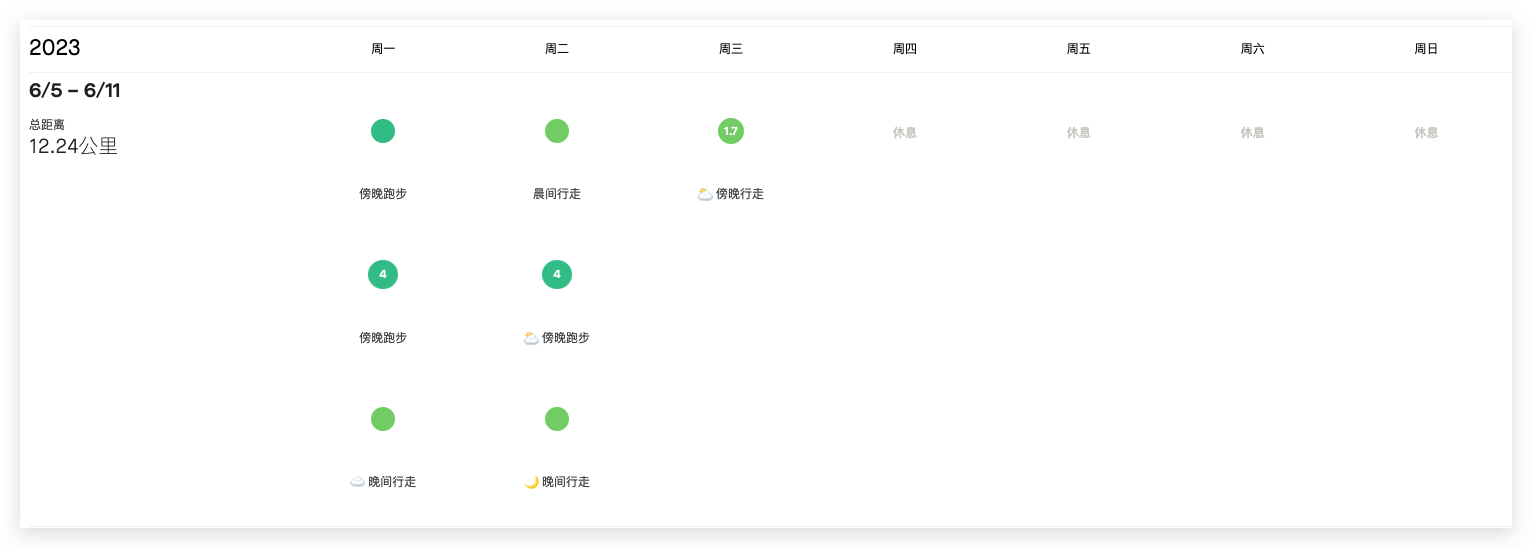 2023 周一 周二 周三 周四 周五 周六 周日
6/5 – 6/11
总距离
12.24公里
1.7 休息 休息 休息 休息
傍晚跑步 晨间行走 傍晚行走
4 4
傍晚跑步 傍晚跑步
晚间行走 晚间行走